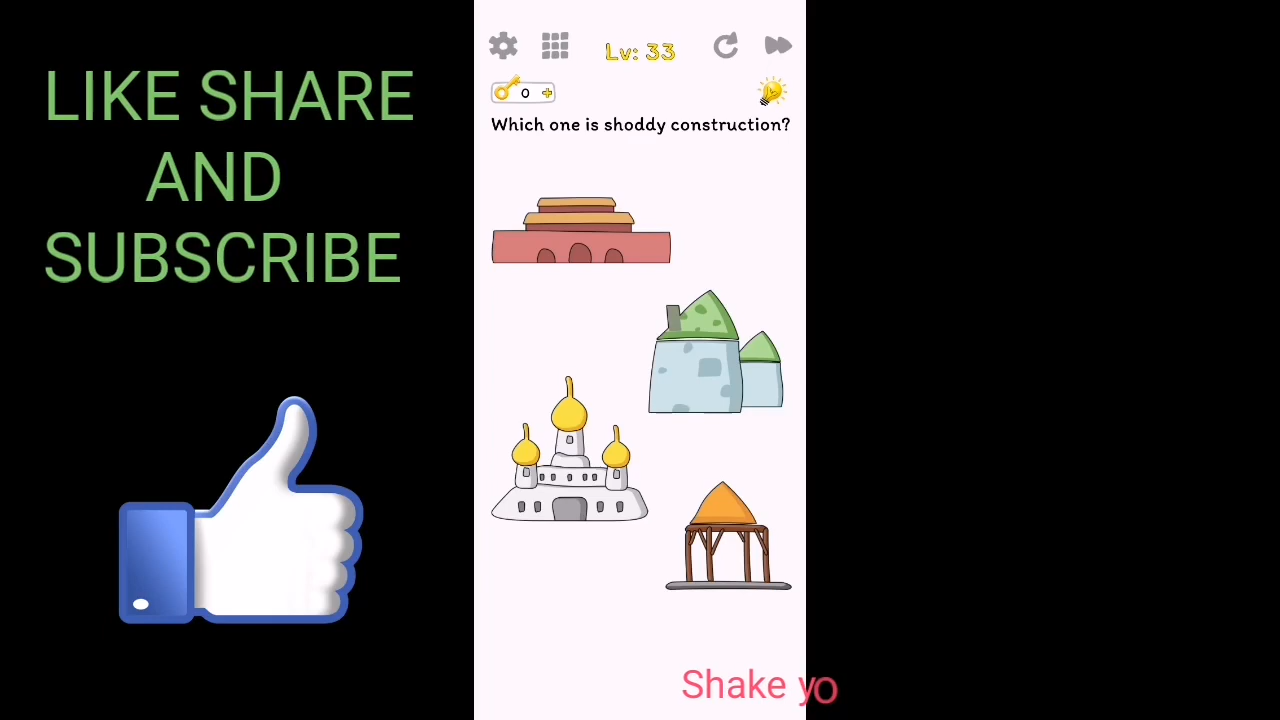 LIKE SHARE
AND
SUBSCRIBE
Lv: 33
0
Which one is shoddy construction?
Shake yo